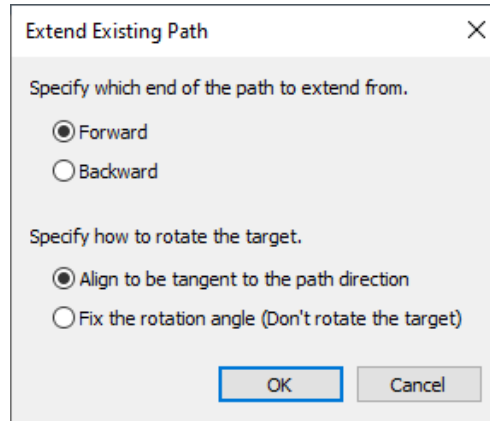 Extend Existing Path
Specify which end of the path to extend from.
Forward
Backward
Specify how to rotate the target.
Align to be tangent to the path direction
Fix the rotation angle (Don't rotate the target)
OK
Cancel